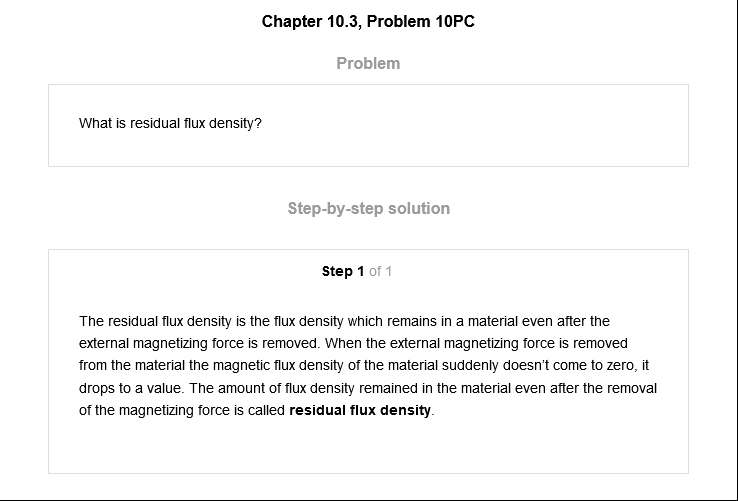 Chapter 10.3, Problem 10PC
Problem
What is residual flux density?
Step-by-step solution
Step 1 of 1
The residual flux density is the flux density which remains in a material even after the
external magnetizing force is removed. When the external magnetizing force is removed
from the material the magnetic flux density of the material suddenly doesn't come to zero, it
drops to a value. The amount of flux density remained in the material even after the removal
of the magnetizing force is called residual flux density.